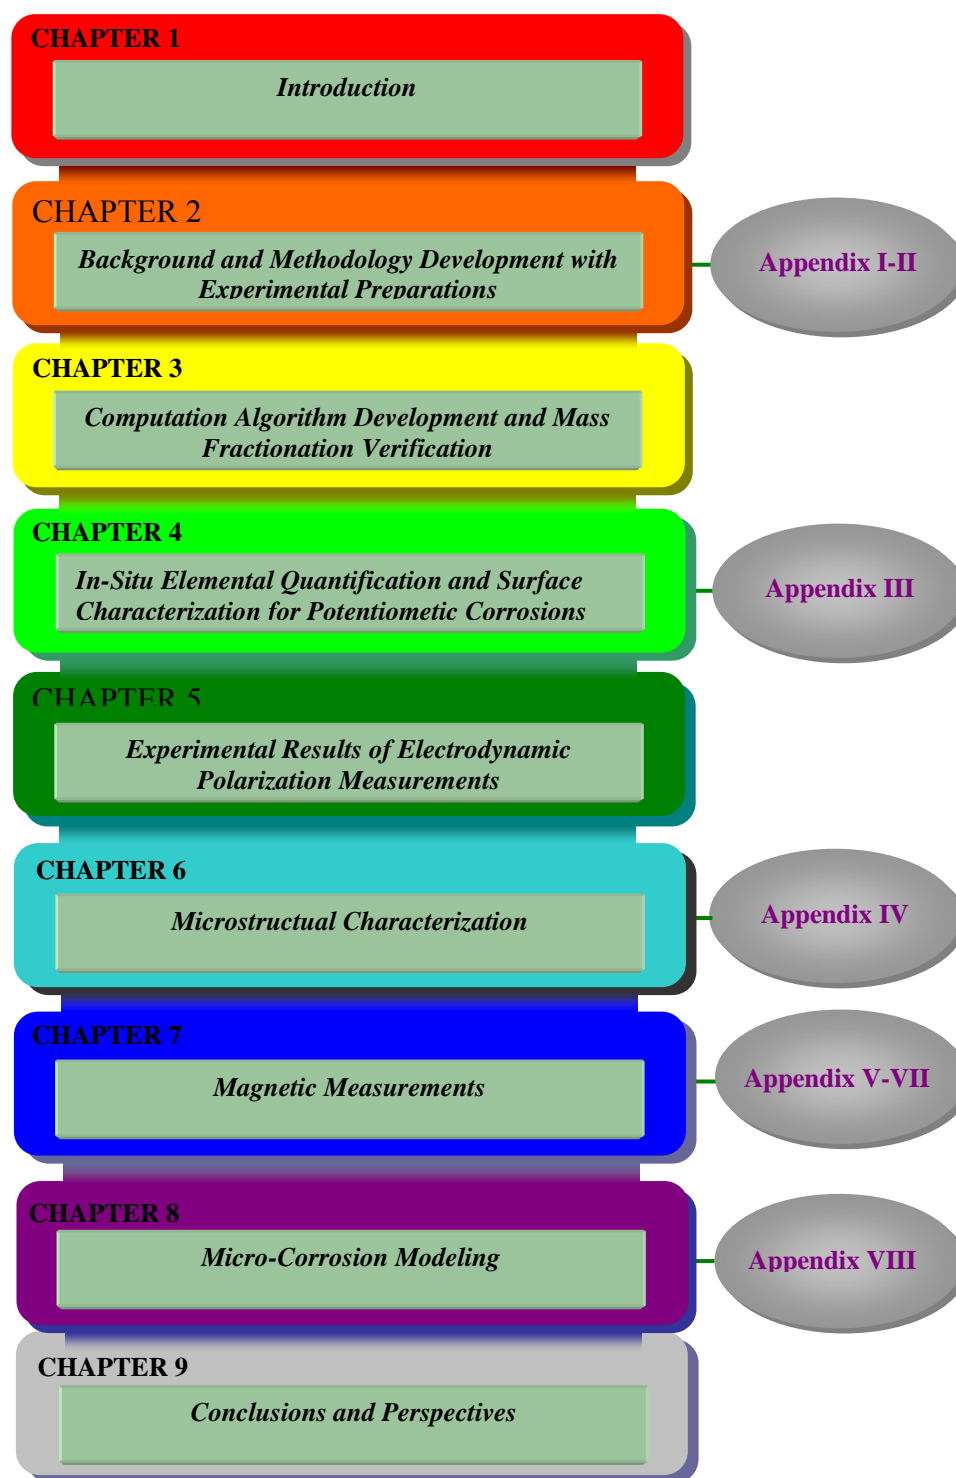 CHAPTER 1
Introduction
CHAPTER 2
Background and Methodology Development with
Experimental Preparations
Appendix I-II
CHAPTER 3
Computation Algorithm Development and Mass
Fractionation Verification
CHAPTER 4
In-Situ Elemental Quantification and Surface
Characterization for Potentiometic Corrosions
Appendix III
CHAPTER 5
Experimental Results of Electrodynamic
Polarization Measurements
CHAPTER 6
Microstructual Characterization
Appendix IV
CHAPTER 7
Magnetic Measurements
Appendix V-VII
CHAPTER 8
Micro-Corrosion Modeling
Appendix VIII
CHAPTER 9
Conclusions and Perspectives